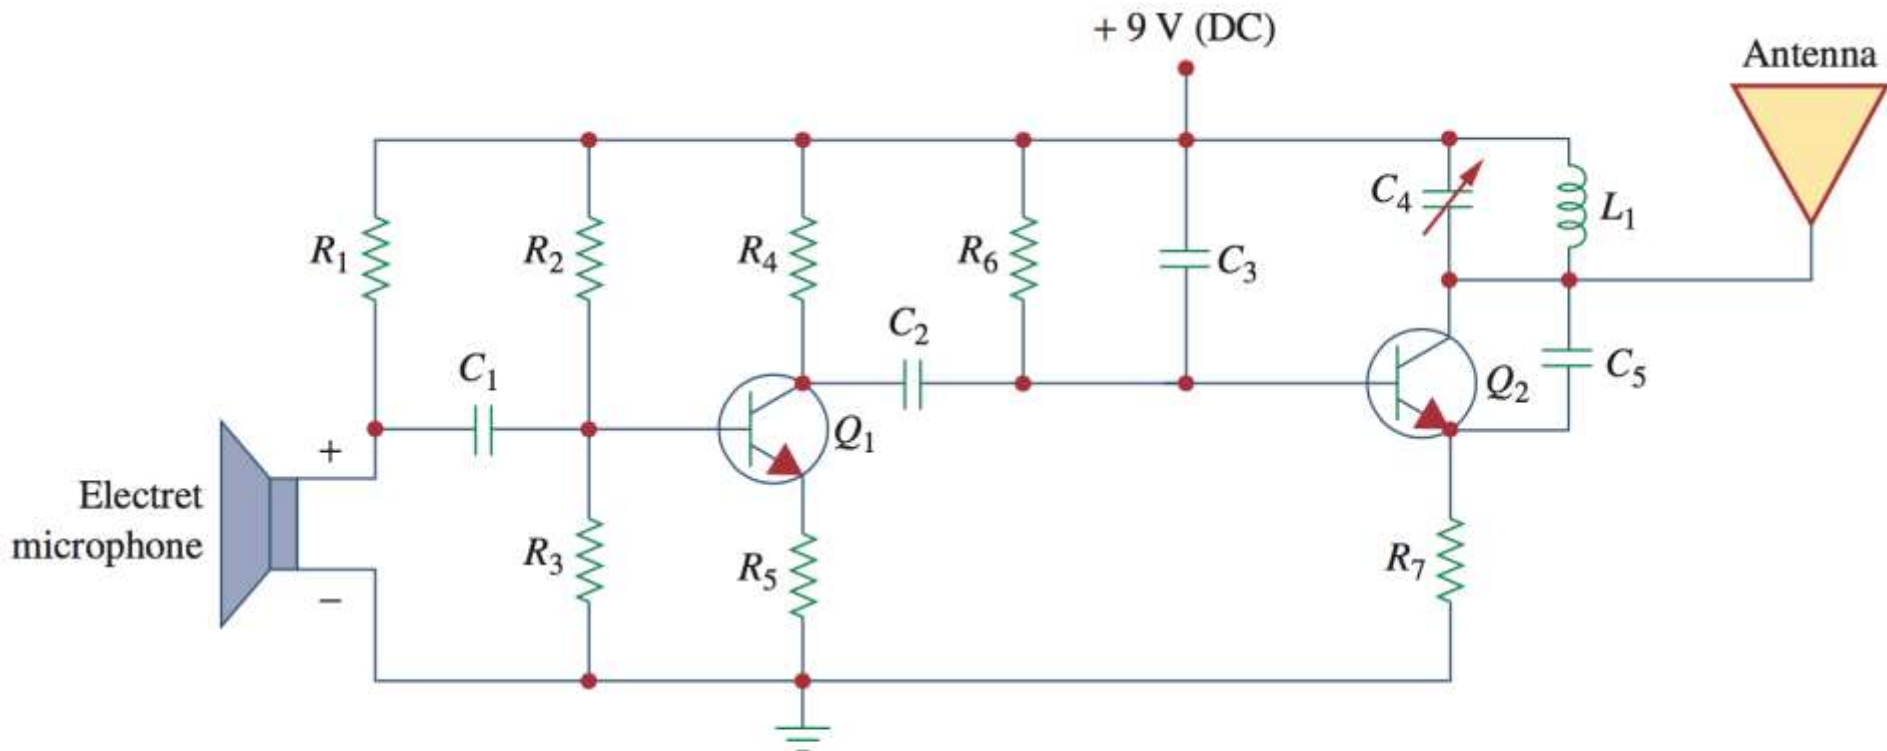 + 9 V (DC)
Antenna
R1
R2
R4
R6
C3
C4
L1
C1
C2
Q1
Q2
C5
+
Electret
microphone
–
R3
R5
R7